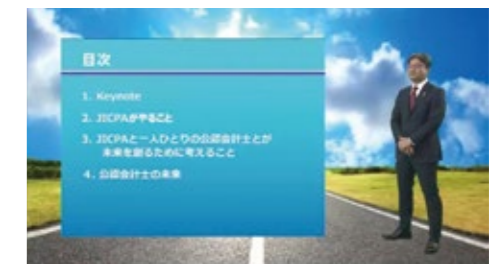 目次
1. Keynote
2. JICPAがやること
3. JICPAと一人ひとりの公認会計士とが
未来を創るために考えること
4. 公認会計士の未来